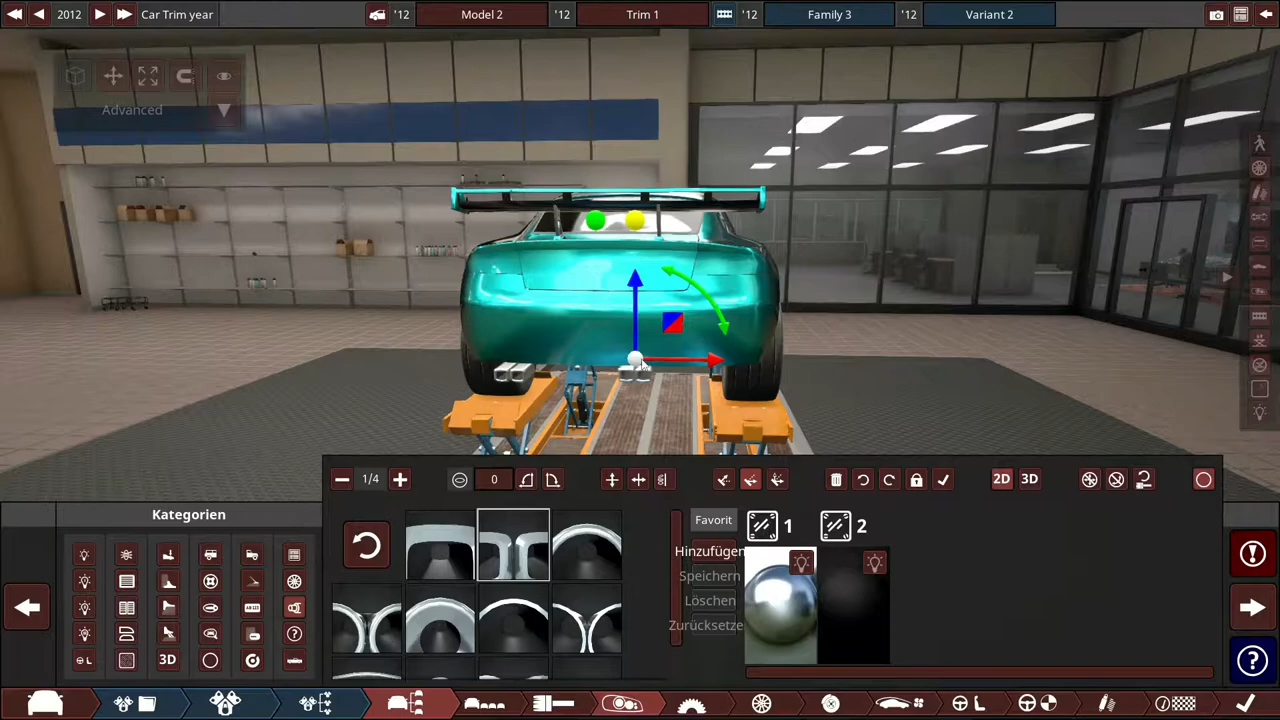 2012 Car Trim year '12 Model 2 '12 Trim 1 '12 Family 3 '12 Variant 2
Advanced
1/4 0 2D 3D
Kategorien
Favorit 1 2
Hinzufügen
Speichern
Löschen
Zurücksetze
3D
L
?